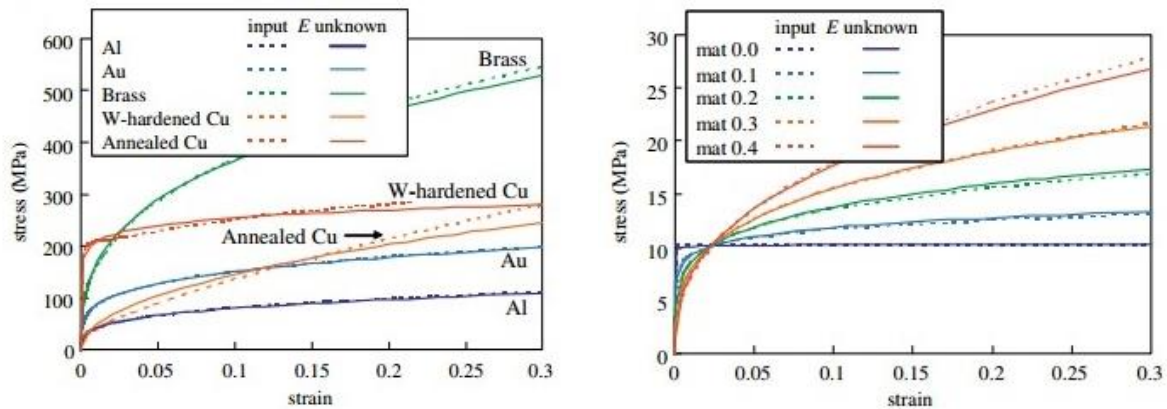 input E unknown
Al
Au
Brass
W-hardened Cu
Annealed Cu
600
500
400
300
200
100
0
stress (MPa)
Brass
W-hardened Cu
Annealed Cu
Au
Al
0 0.05 0.1 0.15 0.2 0.25 0.3
strain
input E unknown
mat 0.0
mat 0.1
mat 0.2
mat 0.3
mat 0.4
30
25
20
15
10
5
0
stress (MPa)
0 0.05 0.1 0.15 0.2 0.25 0.3
strain